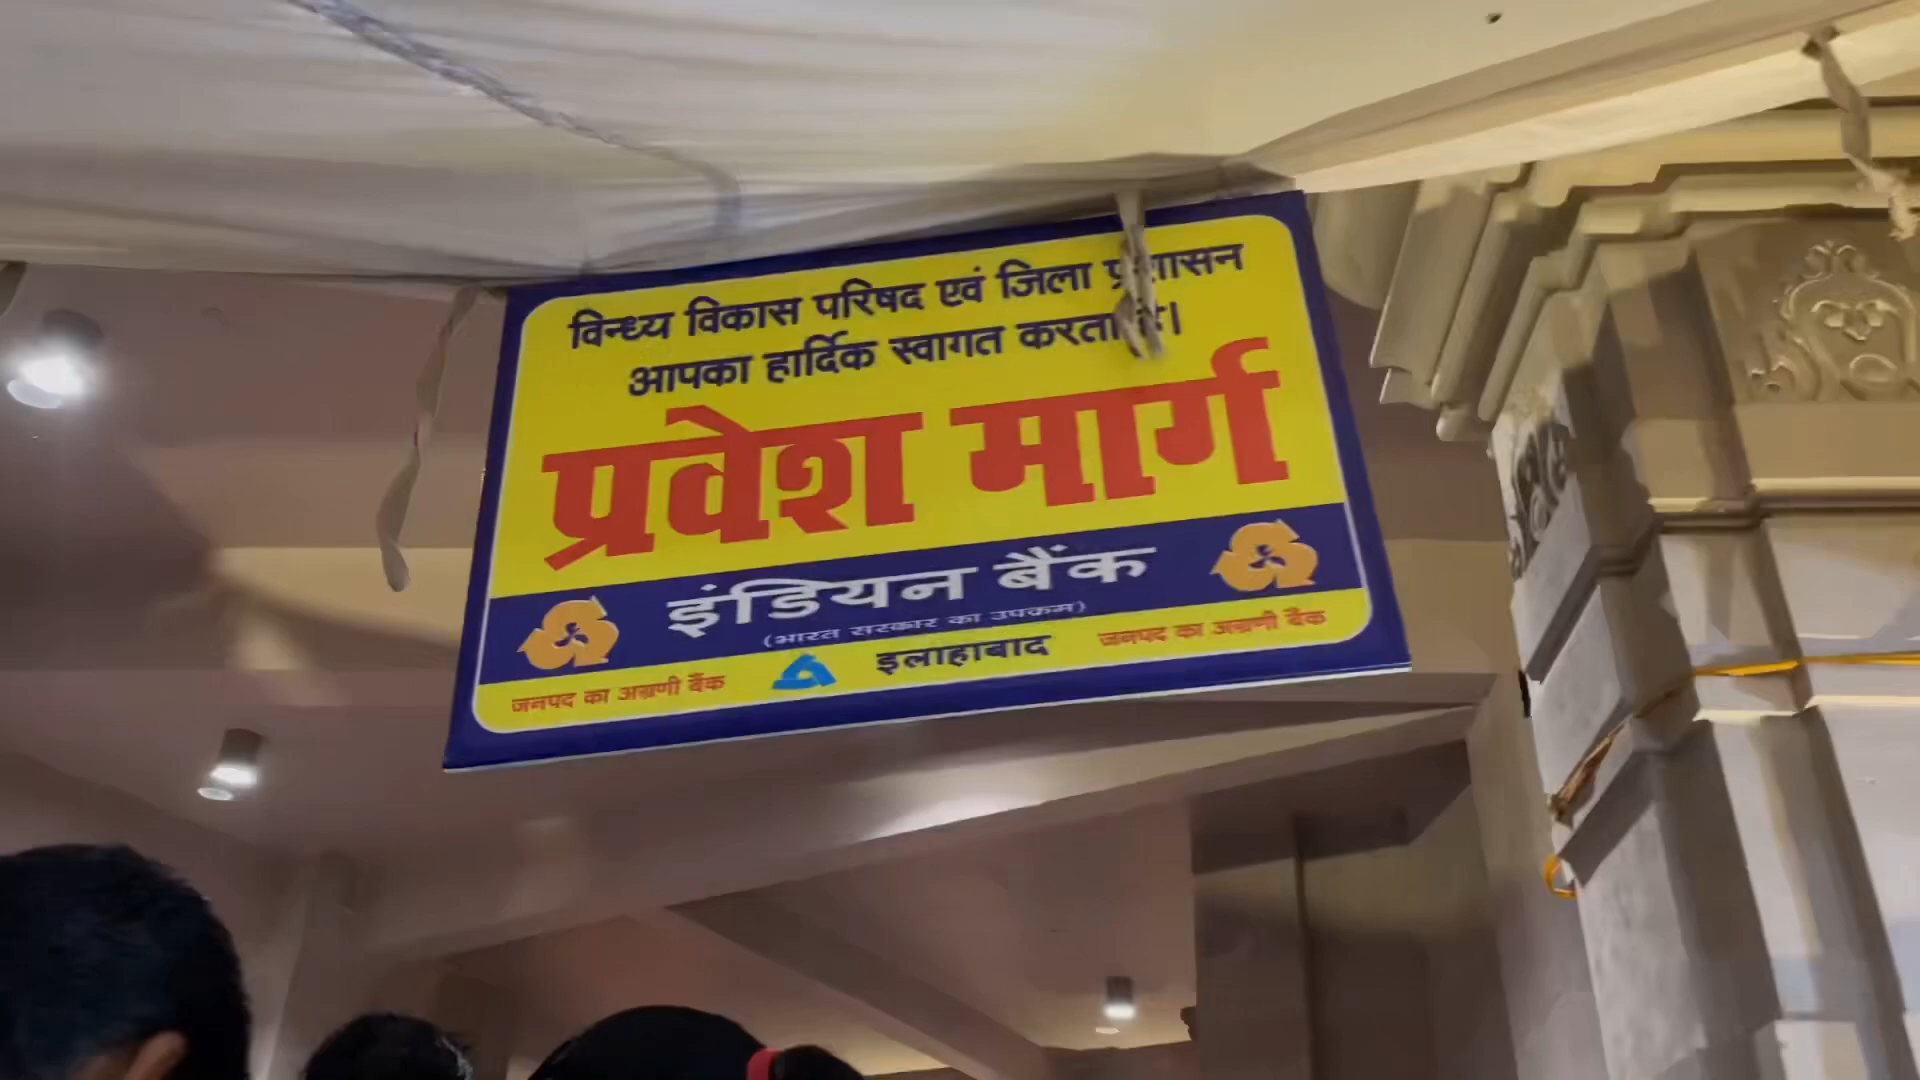 विन्ध्य विकास परिषद एवं जिला प्रशासन
आपका हार्दिक स्वागत करता है।
प्रवेश मार्ग
इंडियन बैंक
(भारत सरकार का उपक्रम)
जनपद का अग्रणी बैंक इलाहाबाद जनपद का अग्रणी बैंक